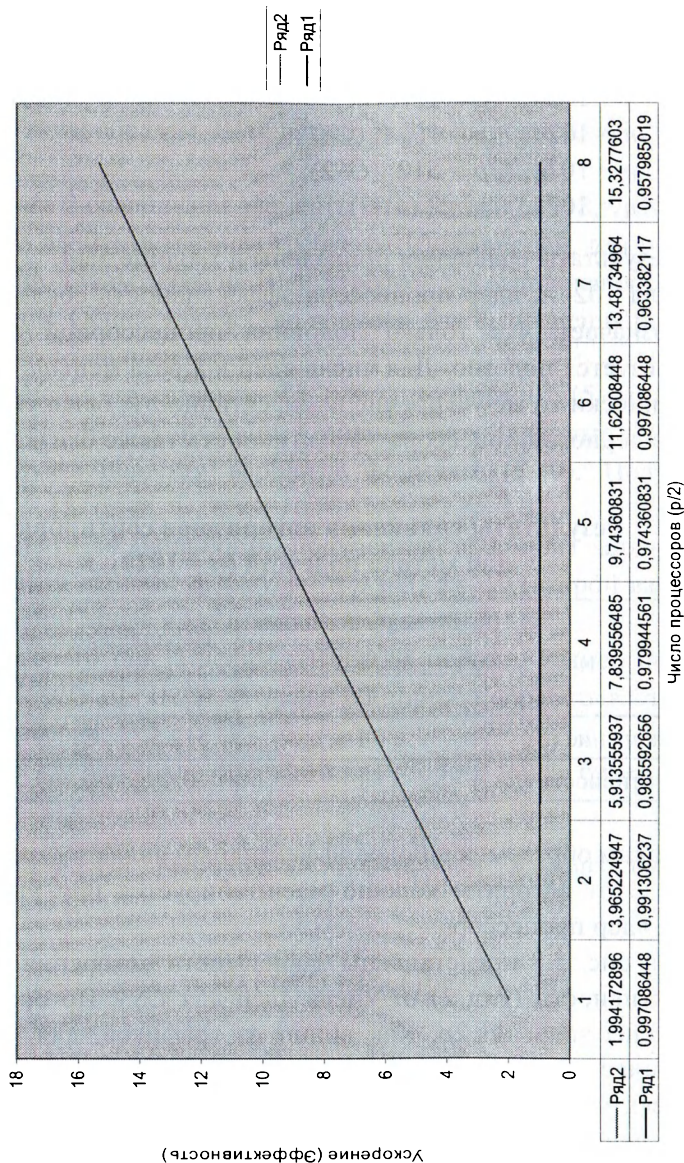 Ряд2
Ряд1
Ускорение (Эффективность)
18
16
14
12
10
8
6
4
2
0
1 2 3 4 5 6 7 8
Ряд2 1,994172896 3,965224947 5,913555937 7,839556485 9,74360831 11,62608448 13,48734964 15,3277603
Ряд1 0,997086448 0,991306237 0,985592656 0,979944561 0,974360831 0,997086448 0,963382117 0,957985019
Число процессоров (p/2)